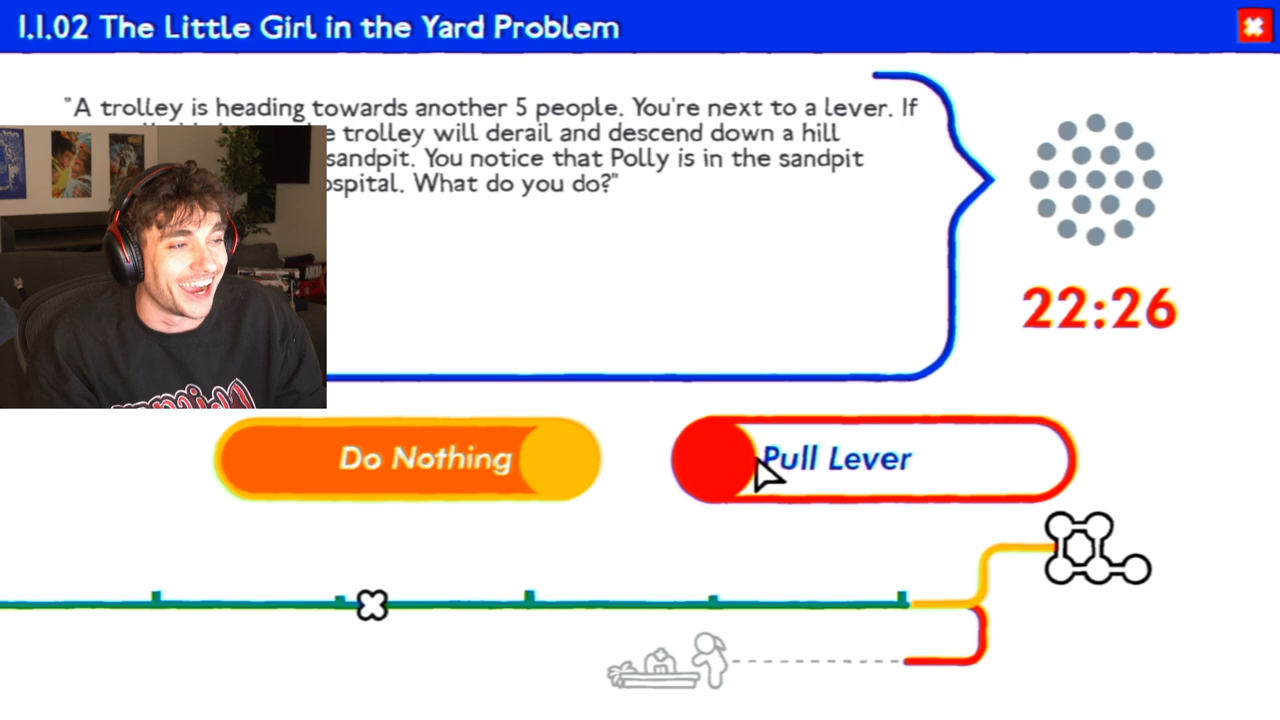 1.1.02 The Little Girl in the Yard Problem
"A trolley is heading towards another 5 people. You're next to a lever. If
trolley will derail and descend down a hill
sandpit. You notice that Polly is in the sandpit
What do you do?"
22:26
Do Nothing
Pull Lever